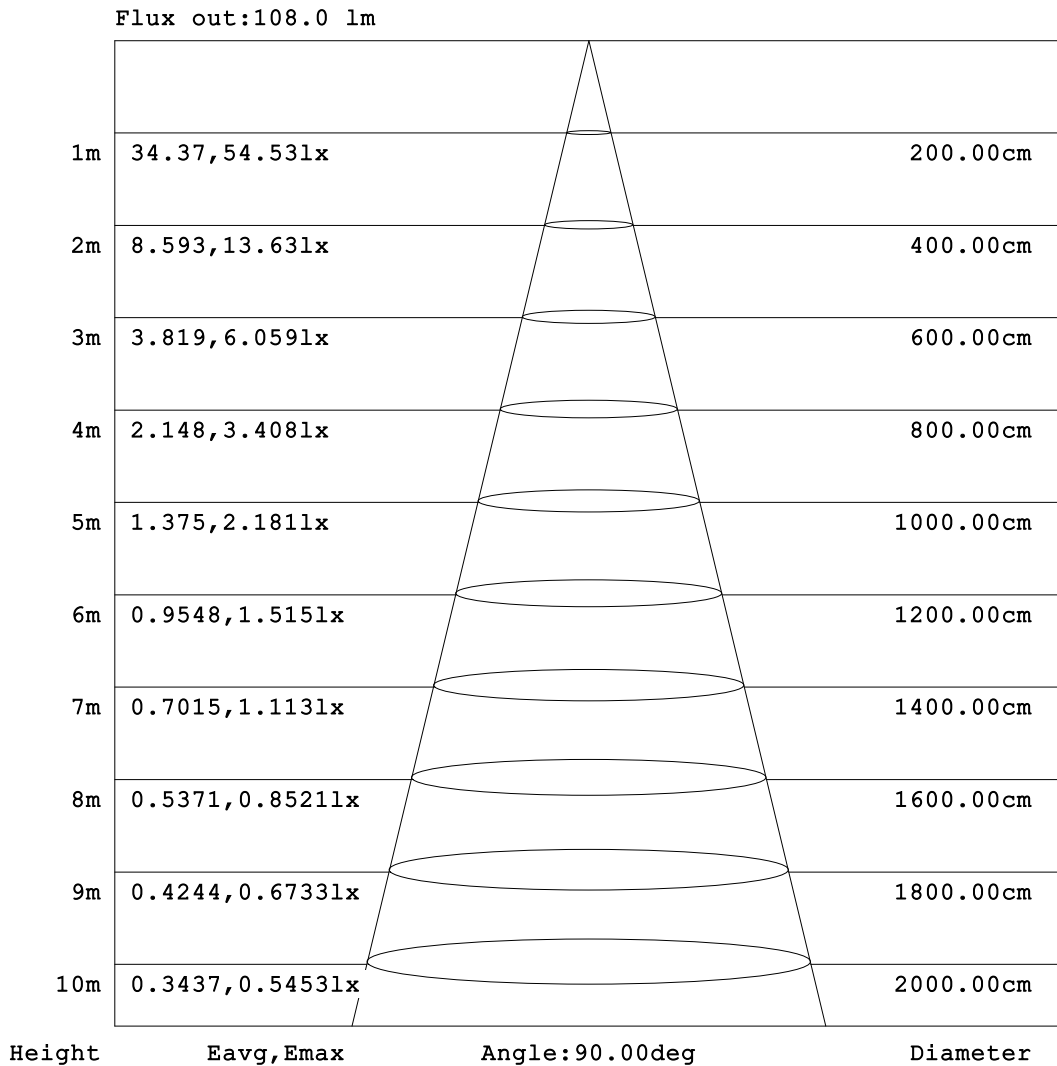 Flux out:108.0 lm
1m 34.37,54.53lx 200.00cm
2m 8.593,13.63lx 400.00cm
3m 3.819,6.059lx 600.00cm
4m 2.148,3.408lx 800.00cm
5m 1.375,2.181lx 1000.00cm
6m 0.9548,1.515lx 1200.00cm
7m 0.7015,1.113lx 1400.00cm
8m 0.5371,0.8521lx 1600.00cm
9m 0.4244,0.6733lx 1800.00cm
10m 0.3437,0.5453lx 2000.00cm
Height Eavg,Emax Angle:90.00deg Diameter